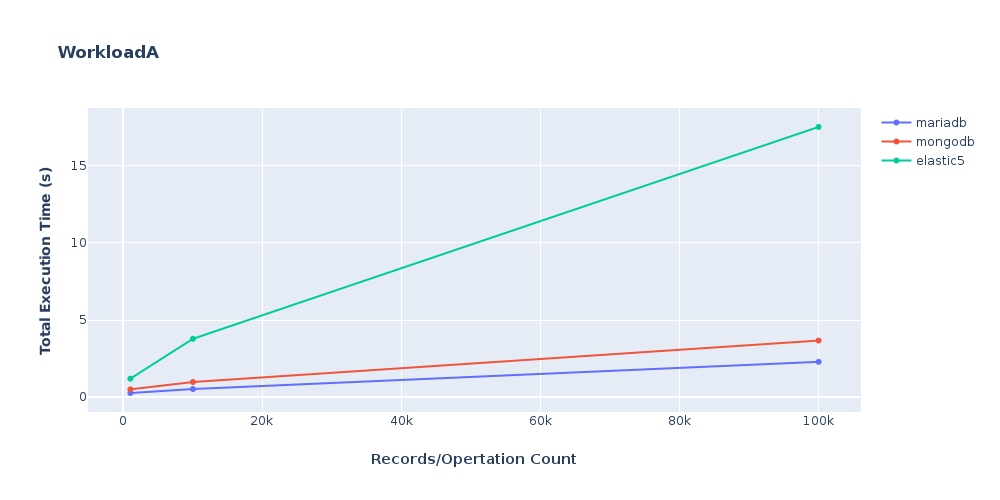 WorkloadA
mariadb
mongodb
elastic5
Total Execution Time (s)
15
10
5
0
0
20k
40k
60k
80k
100k
Records/Opertation Count